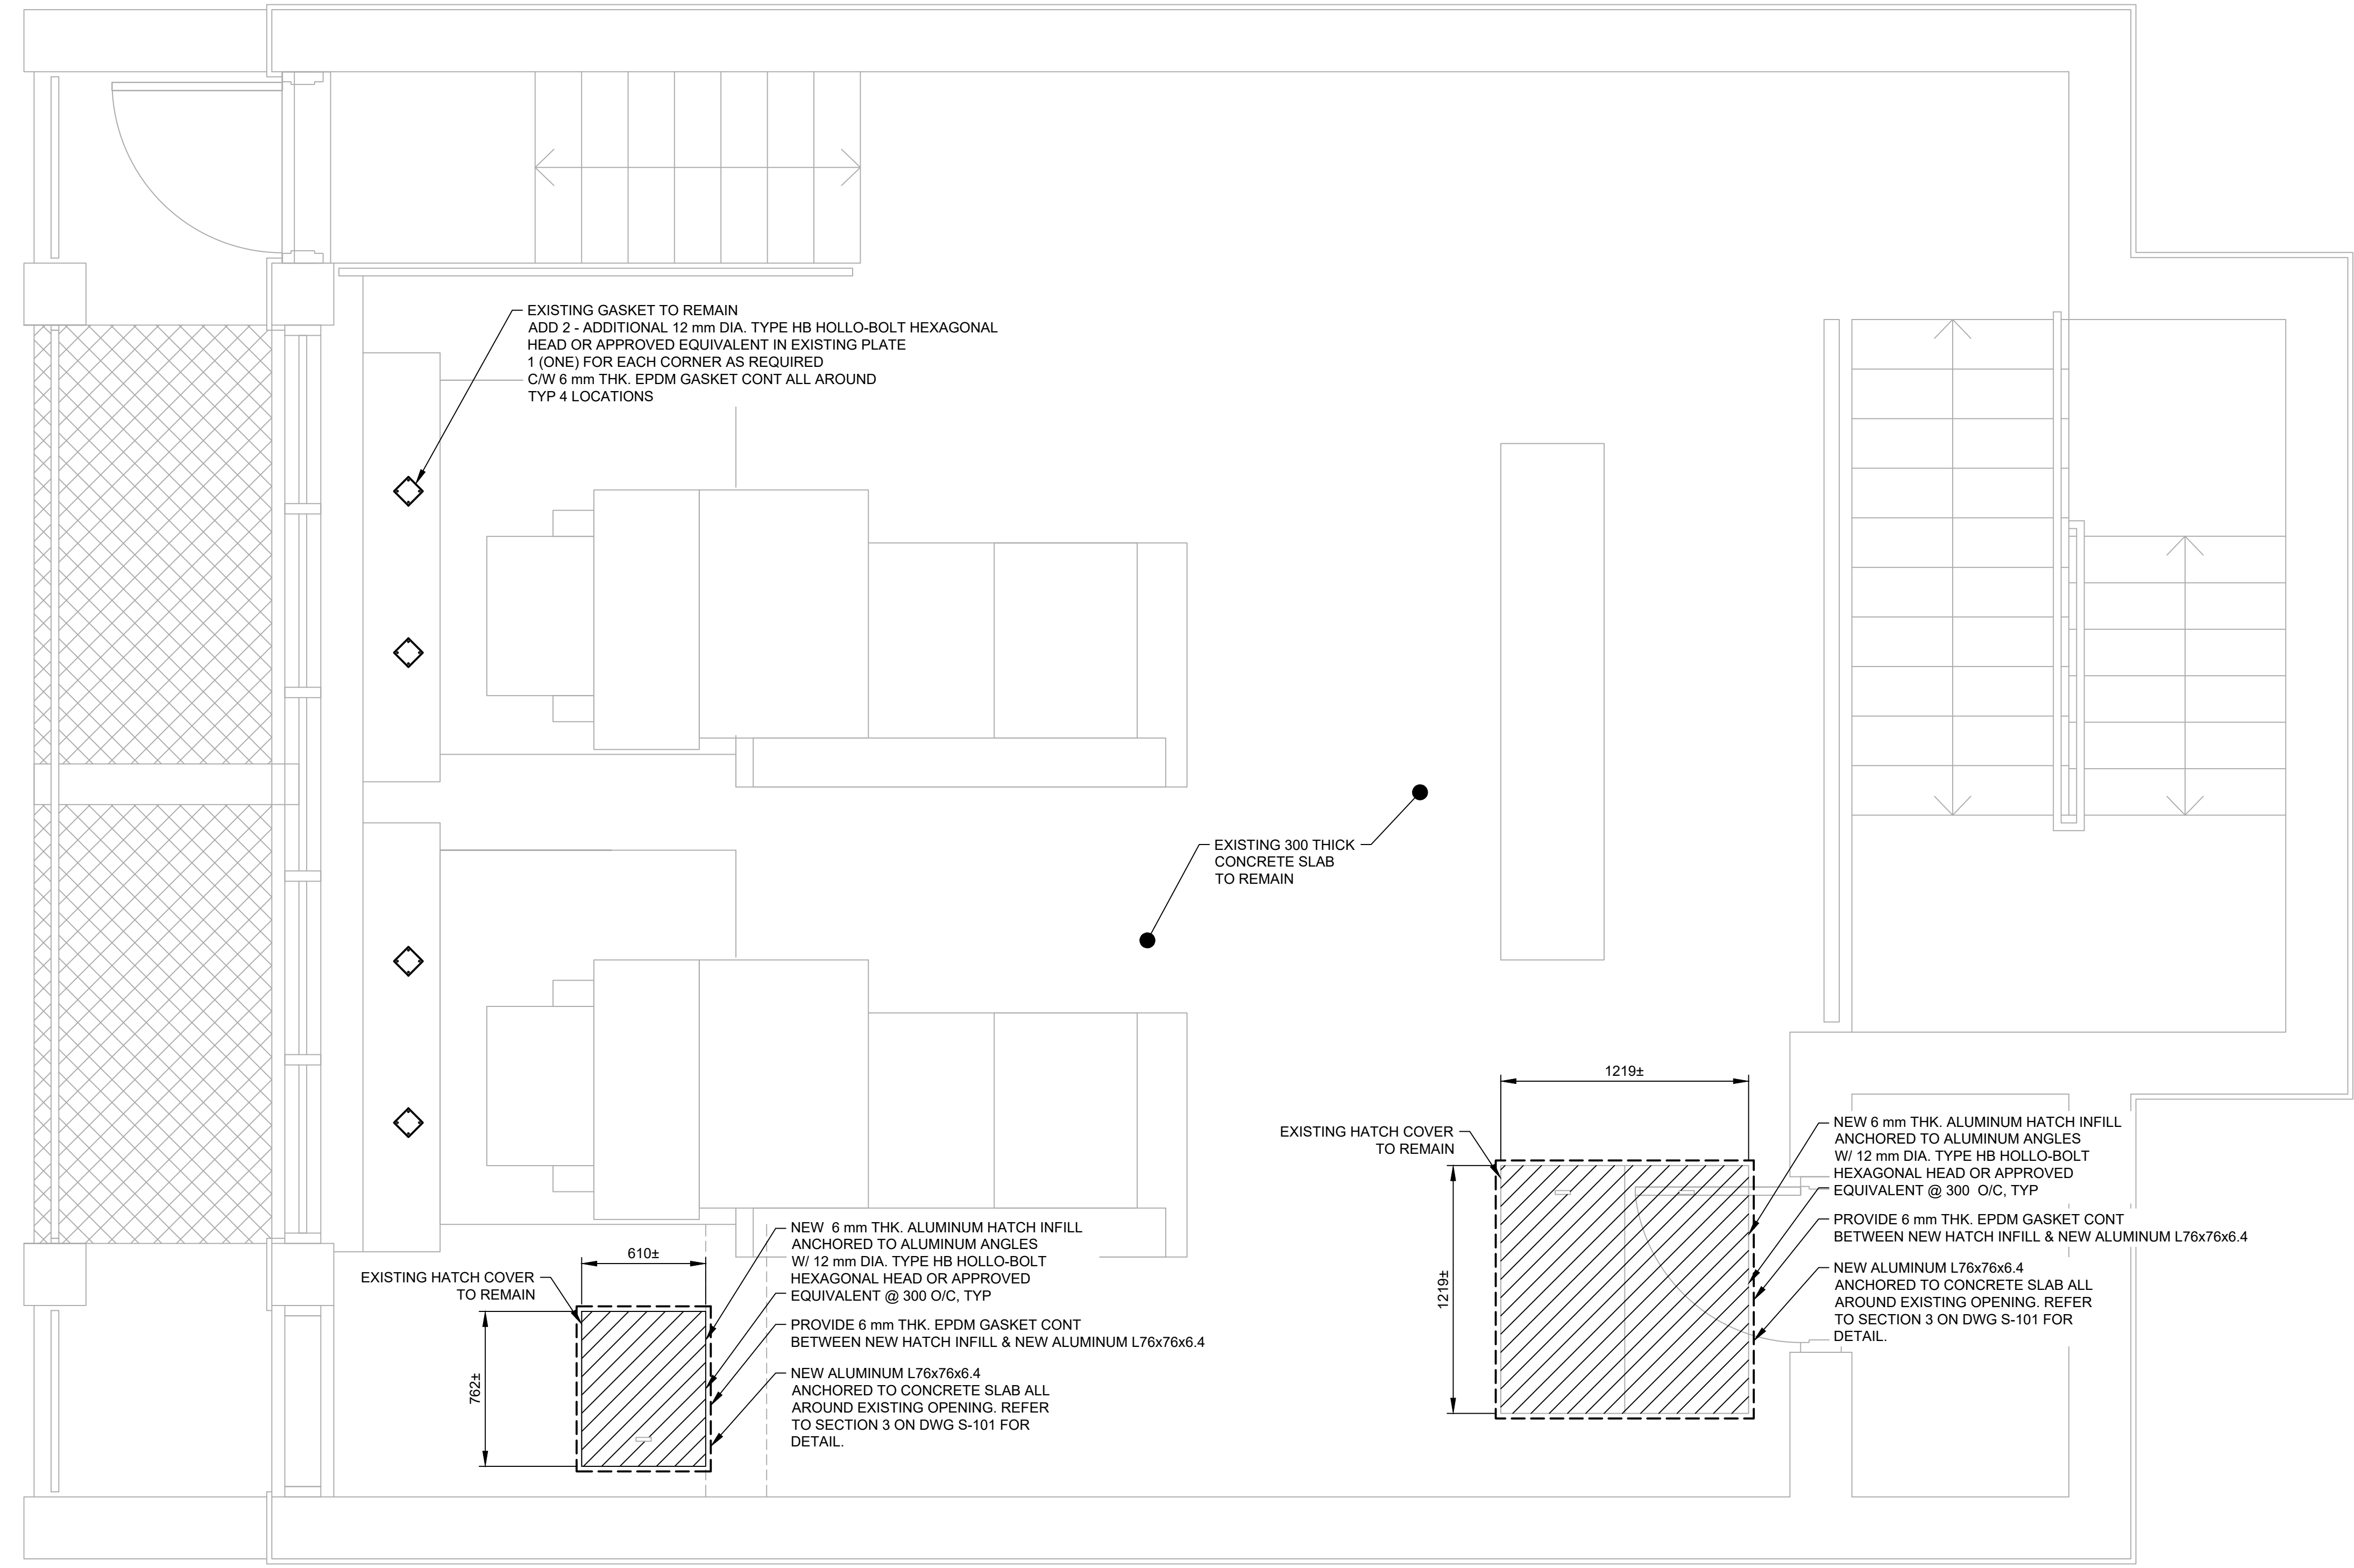 EXISTING GASKET TO REMAIN
ADD 2 - ADDITIONAL 12 mm DIA. TYPE HB HOLLO-BOLT HEXAGONAL
HEAD OR APPROVED EQUIVALENT IN EXISTING PLATE
1 (ONE) FOR EACH CORNER AS REQUIRED
C/W 6 mm THK. EPDM GASKET CONT ALL AROUND
TYP 4 LOCATIONS
EXISTING 300 THICK
CONCRETE SLAB
TO REMAIN
1219±
EXISTING HATCH COVER
TO REMAIN
1219±
NEW 6 mm THK. ALUMINUM HATCH INFILL
ANCHORED TO ALUMINUM ANGLES
W/ 12 mm DIA. TYPE HB HOLLO-BOLT
HEXAGONAL HEAD OR APPROVED
EQUIVALENT @ 300 O/C, TYP
PROVIDE 6 mm THK. EPDM GASKET CONT
BETWEEN NEW HATCH INFILL & NEW ALUMINUM L76x76x6.4
NEW ALUMINUM L76x76x6.4
ANCHORED TO CONCRETE SLAB ALL
AROUND EXISTING OPENING. REFER
TO SECTION 3 ON DWG S-101 FOR
DETAIL.
610±
EXISTING HATCH COVER
TO REMAIN
762±
NEW 6 mm THK. ALUMINUM HATCH INFILL
ANCHORED TO ALUMINUM ANGLES
W/ 12 mm DIA. TYPE HB HOLLO-BOLT
HEXAGONAL HEAD OR APPROVED
EQUIVALENT @ 300 O/C, TYP
PROVIDE 6 mm THK. EPDM GASKET CONT
BETWEEN NEW HATCH INFILL & NEW ALUMINUM L76x76x6.4
NEW ALUMINUM L76x76x6.4
ANCHORED TO CONCRETE SLAB ALL
AROUND EXISTING OPENING. REFER
TO SECTION 3 ON DWG S-101 FOR
DETAIL.